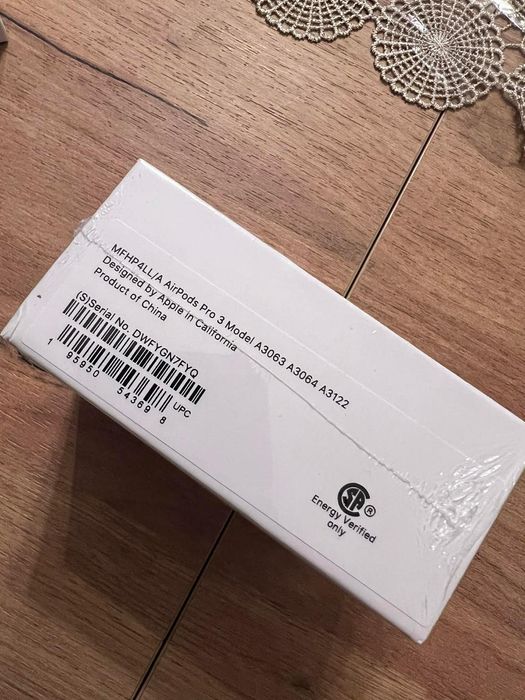 MFHP4LL/A AirPods Pro 3 Model A3063 A3064 A3122
Designed by Apple in California
Product of China
(S)Serial No. DWFYGN7FYQ
1 95950 54369 8
UPC
SA®
Energy Verified
only